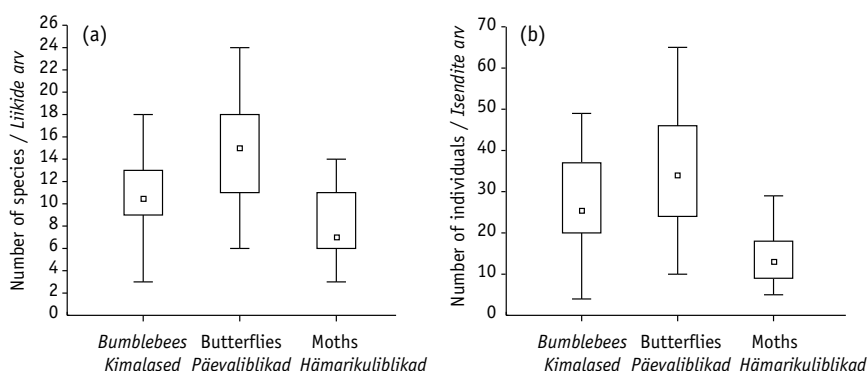 (a)
Number of species / Liikide arv
26
24
22
20
18
16
14
12
10
8
6
4
2
0
Bumblebees Butterflies Moths
Kimalased Päevaliblikad Hämarikuliblikad
(b)
Number of individuals / Isendite arv
70
60
50
40
30
20
10
0
Bumblebees Butterflies Moths
Kimalased Päevaliblikad Hämarikuliblikad